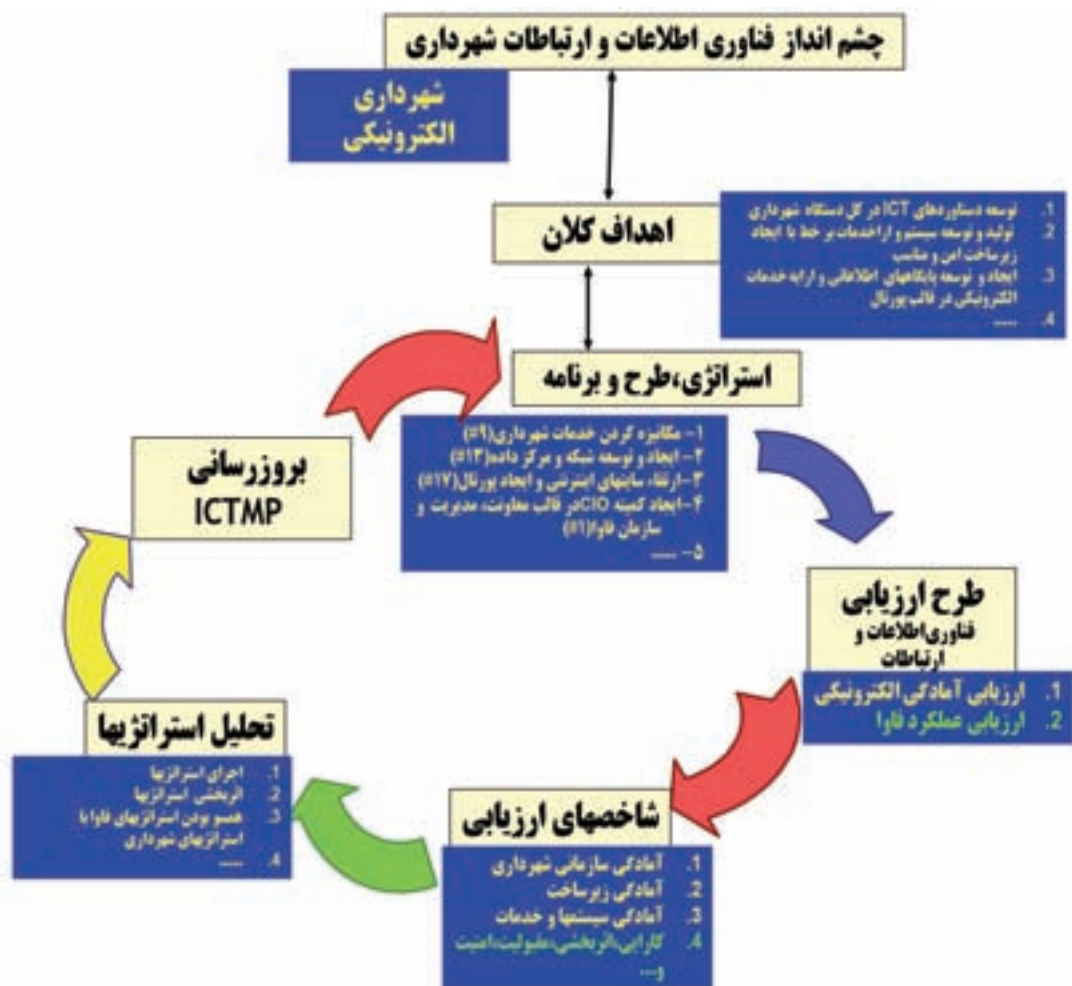 چشم انداز فناوری اطلاعات و ارتباطات شهرداری
شهرداری
الکترونیکی
اهداف کلان
1. توسعه دستاوردهای ICT در کل دستگاه شهرداری
2. تولید و توسعه سیستم و اراخدمات بر خط با ایجاد
زیرساخت امن و مناسب
3. ایجاد و توسعه پایگاههای اطلاعاتی و ارایه خدمات
الکترونیکی در قالب پورتال
4. .....
استراتژی،طرح و برنامه
۱- مکانیزه کردن خدمات شهرداری(#۹)
۲- ایجاد و توسعه شبکه و مرکز داده(#۱۳)
۳- ارتقاء سایتهای اینترنتی و ایجاد پورتال(#۱۷)
۴- ایجاد کمیته CIOدر قالب معاونت، مدیریت و
سازمان فاوا(#۱)
۵- .....
طرح ارزیابی
فناوری‌اطلاعات و
ارتباطات
1. ارزیابی آمادگی الکترونیکی
2. ارزیابی عملکرد فاوا
شاخصهای ارزیابی
1. آمادگی سازمانی شهرداری
2. آمادگی زیرساخت
3. آمادگی سیستمها و خدمات
4. کارایی،اثربخشی،مقبولیت،امنیت
و...
تحلیل استراتژیها
1. اجرای استراتژیها
2. اثربخشی استراتژیها
3. همسو بودن استراتژیهای فاوا با
استراتژیهای شهرداری
4. .....
بروزرسانی
ICTMP